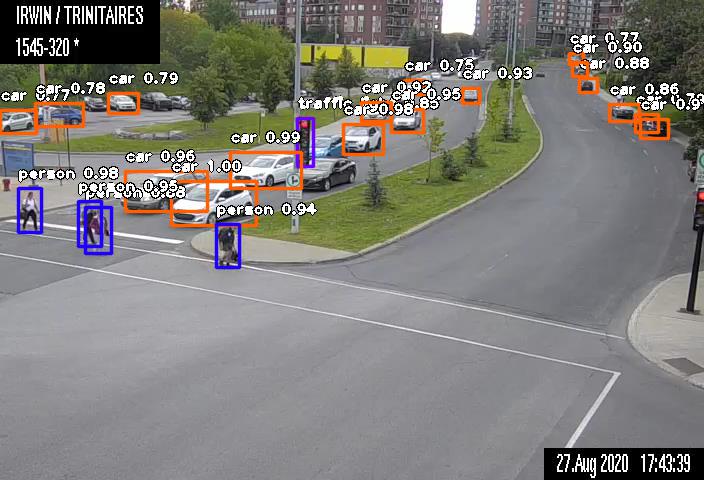 IRWIN / TRINITAIRES
1545-320 *
car 0.77
car 0.90
car 0.75
car 0.88
car 0.93
car 0.78
car 0.79
car 0.92
car 0.86
car 0.95
traffi
0.98
car 0.99
car 0.96
person 0.98
car 1.00
person 0.95
person 0.94
27.Aug 2020 17:43:39